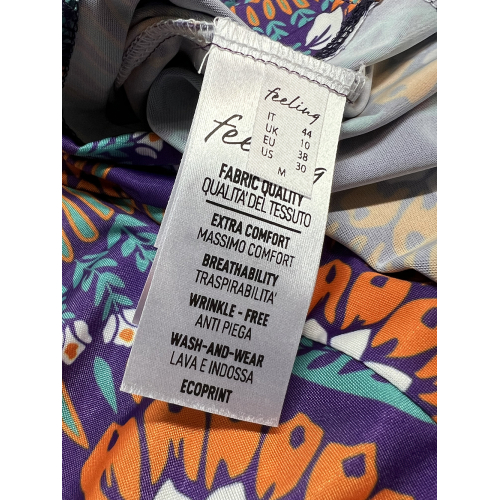 feeling
IT 44
UK 10
EU 38
US 30
M
feeling
FABRIC QUALITY
QUALITA' DEL TESSUTO
EXTRA COMFORT
MASSIMO COMFORT
BREATHABILITY
TRASPIRABILITA'
WRINKLE - FREE
ANTI PIEGA
WASH-AND-WEAR
LAVA E INDOSSA
ECOPRINT